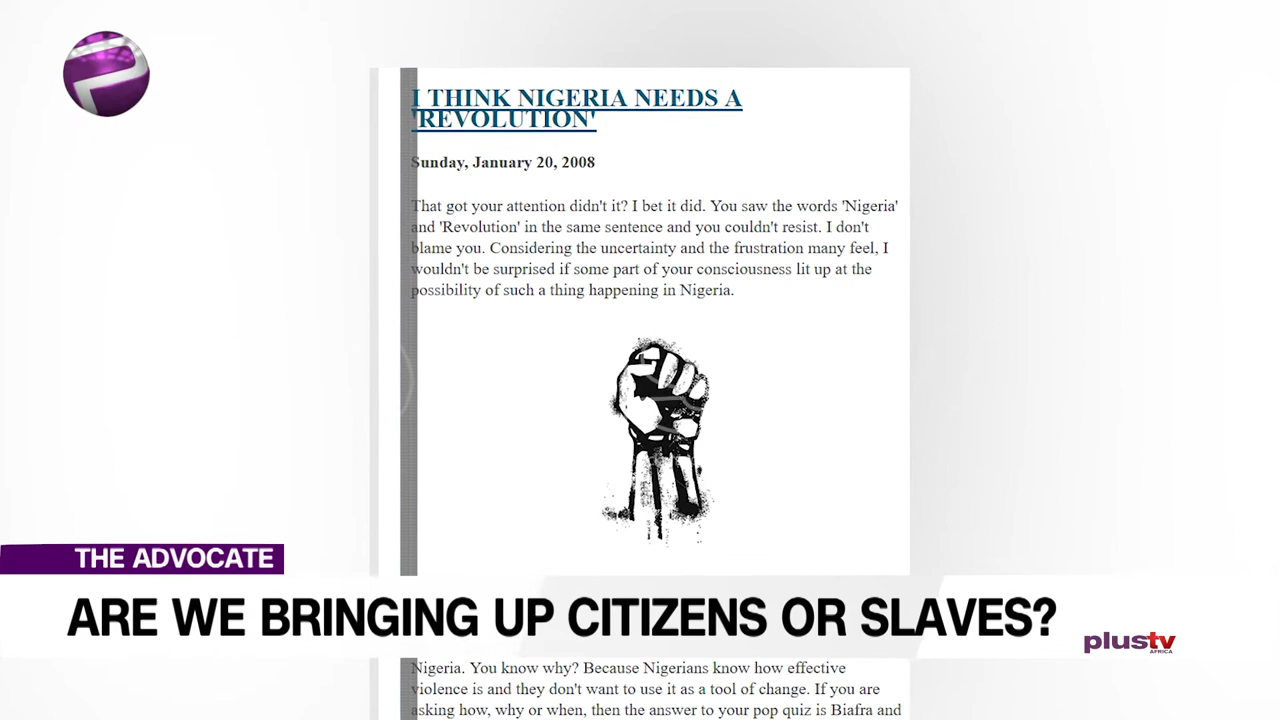 I THINK NIGERIA NEEDS A
'REVOLUTION'
Sunday, January 20, 2008
That got your attention didn't it? I bet it did. You saw the words 'Nigeria'
and 'Revolution' in the same sentence and you couldn't resist. I don't
blame you. Considering the uncertainty and the frustration many feel, I
wouldn't be surprised if some part of your consciousness lit up at the
possibility of such a thing happening in Nigeria.
THE ADVOCATE
ARE WE BRINGING UP CITIZENS OR SLAVES?
plustv
AFRICA
Nigeria. You know why? Because Nigerians know how effective
violence is and they don't want to use it as a tool of change. If you are
asking how, why or when, then the answer to your pop quiz is Biafra and